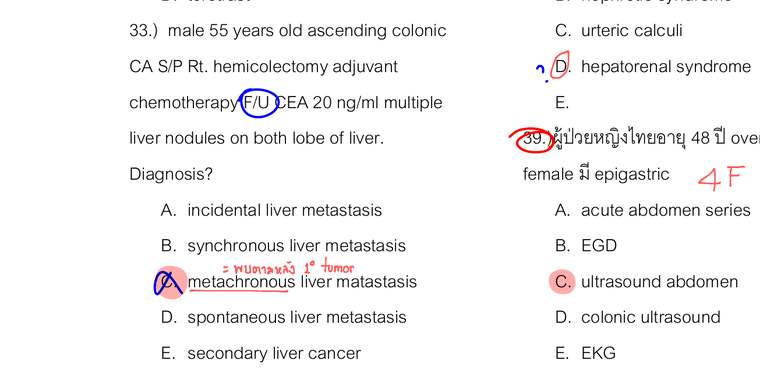 33.) male 55 years old ascending colonic
CA S/P Rt. hemicolectomy adjuvant
chemotherapy F/U CEA 20 ng/ml multiple
liver nodules on both lobe of liver.
Diagnosis?
A. incidental liver metastasis
B. synchronous liver metastasis
= พบตามหลัง 1° tumor
C. metachronous liver matastasis
D. spontaneous liver metastasis
E. secondary liver cancer
C. urteric calculi
? D. hepatorenal syndrome
E.
39.) ผู้ป่วยหญิงไทยอายุ 48 ปี ove
female มี epigastric 4F
A. acute abdomen series
B. EGD
C. ultrasound abdomen
D. colonic ultrasound
E. EKG